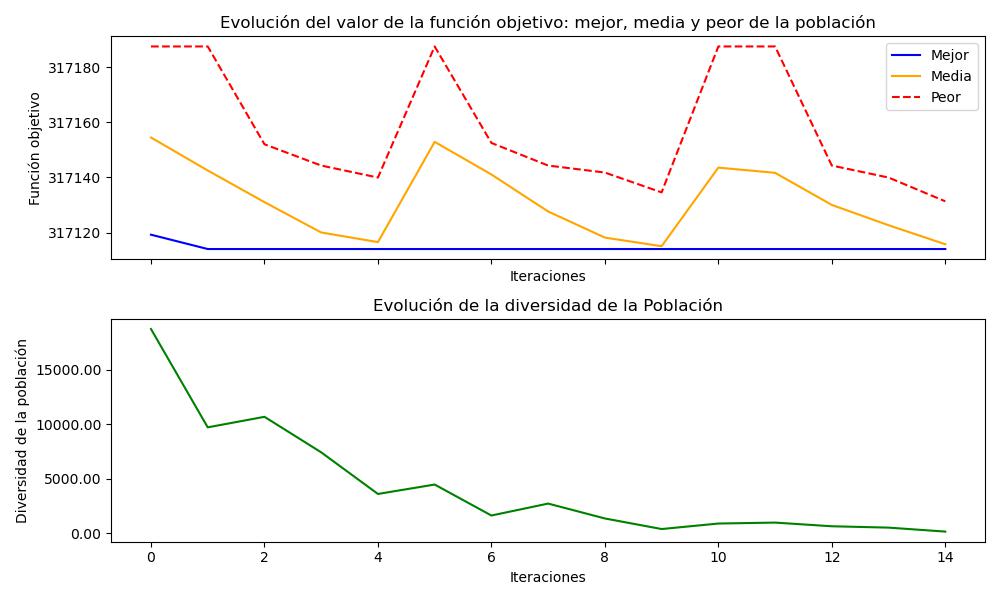 Evolución del valor de la función objetivo: mejor, media y peor de la población
Función objetivo
317180
317160
317140
317120
Mejor
Media
Peor
Iteraciones
Evolución de la diversidad de la Población
Diversidad de la población
15000.00
10000.00
5000.00
0.00
0 2 4 6 8 10 12 14
Iteraciones